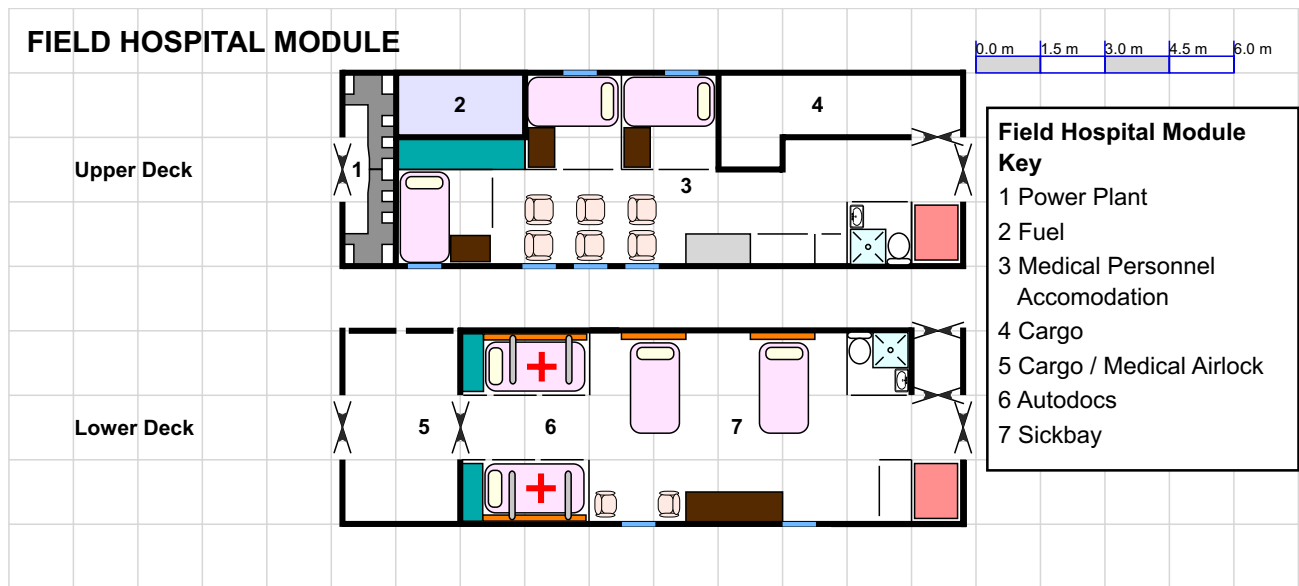 FIELD HOSPITAL MODULE
0.0 m 1.5 m 3.0 m 4.5 m 6.0 m
Upper Deck
1
2
3
4
Field Hospital Module
Key
1 Power Plant
2 Fuel
3 Medical Personnel
Accomodation
4 Cargo
5 Cargo / Medical Airlock
6 Autodocs
7 Sickbay
Lower Deck
5
6
7